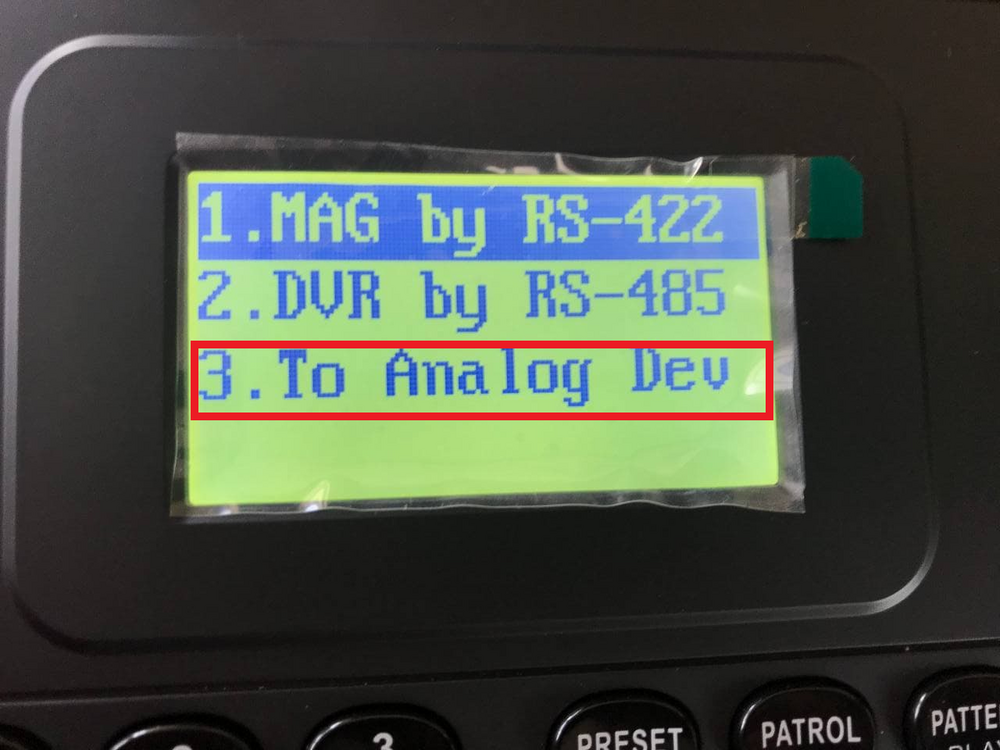 1.MAG by RS-422
2.DVR by RS-485
3.To Analog Dev
3
PRESET
PATROL
PATTE